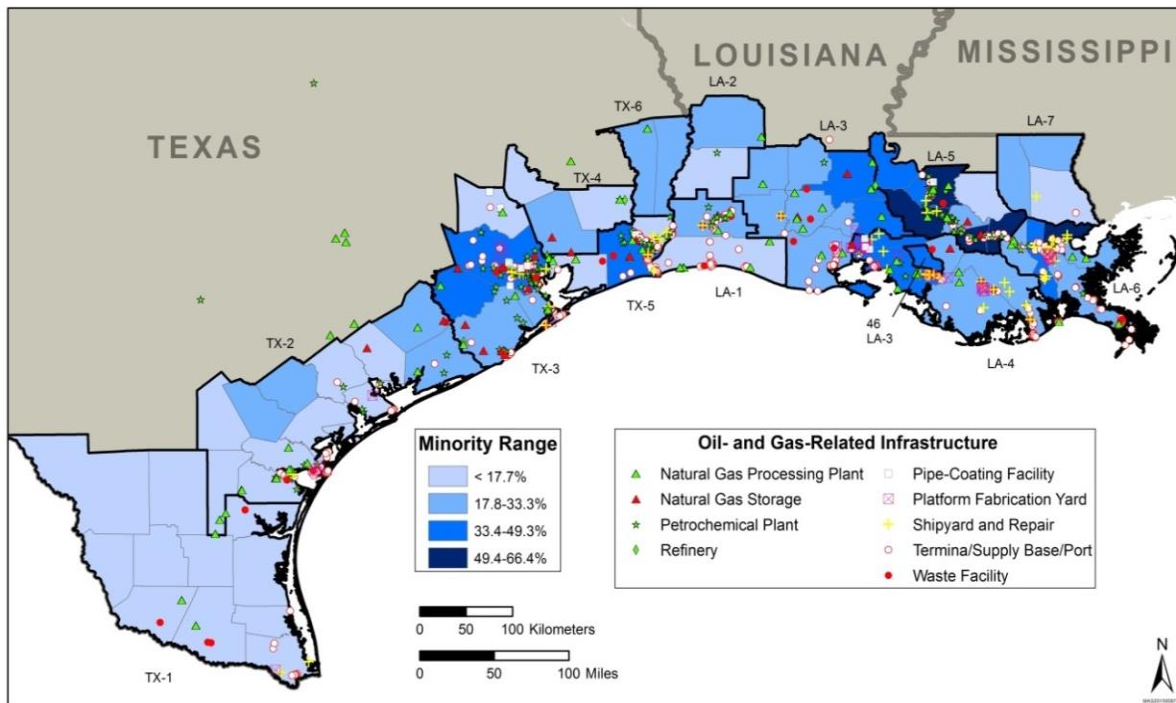 LOUISIANA
MISSISSIPPI
TEXAS
LA-2
TX-6
LA-3
LA-7
TX-4
LA-5
TX-5
LA-1
LA-6
46
LA-3
LA-4
TX-2
TX-3
TX-1
Minority Range
< 17.7%
17.8-33.3%
33.4-49.3%
49.4-66.4%
Oil- and Gas-Related Infrastructure
Natural Gas Processing Plant
Natural Gas Storage
Petrochemical Plant
Refinery
Pipe-Coating Facility
Platform Fabrication Yard
Shipyard and Repair
Termina/Supply Base/Port
Waste Facility
0 50 100 Kilometers
0 50 100 Miles
N